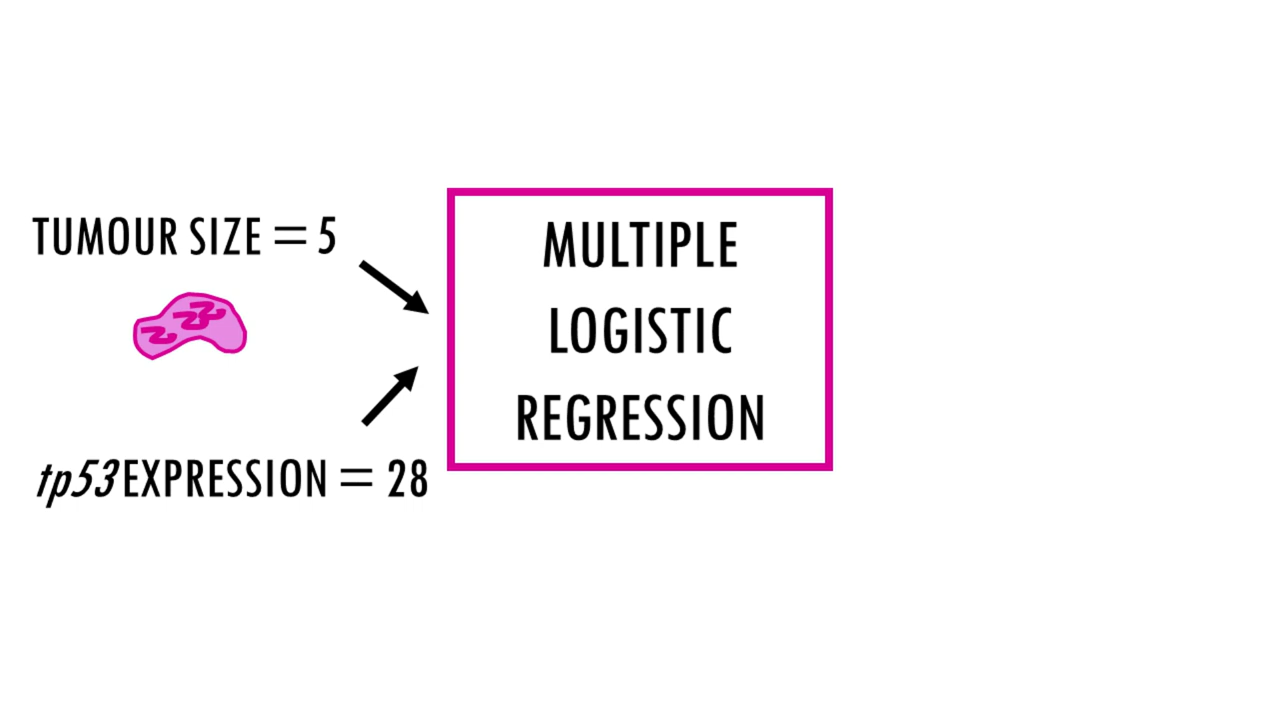 TUMOUR SIZE = 5
tp53 EXPRESSION = 28
MULTIPLE
LOGISTIC
REGRESSION